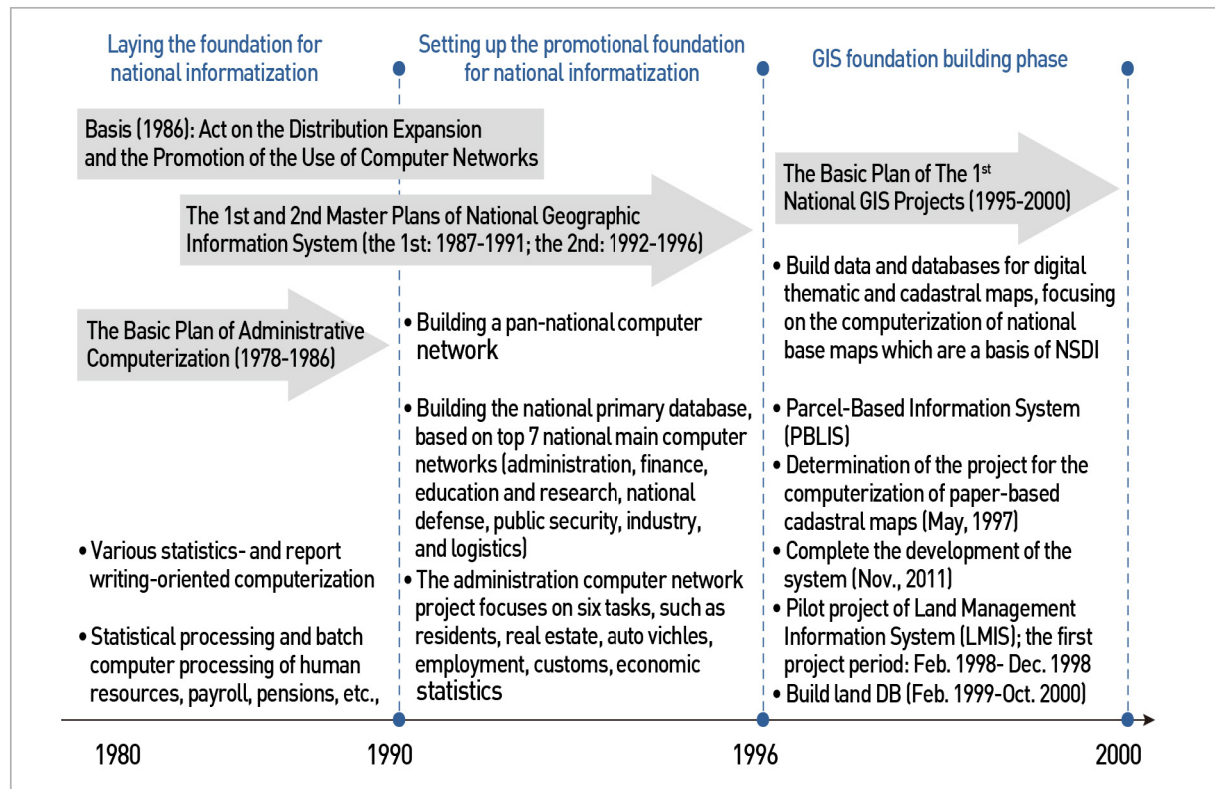 Laying the foundation for
national informatization
Setting up the promotional foundation
for national informatization
GIS foundation building phase
Basis (1986): Act on the Distribution Expansion
and the Promotion of the Use of Computer Networks
The 1st and 2nd Master Plans of National Geographic
Information System (the 1st: 1987-1991; the 2nd: 1992-1996)
The Basic Plan of Administrative
Computerization (1978-1986)
• Various statistics- and report
writing-oriented computerization
• Statistical processing and batch
computer processing of human
resources, payroll, pensions, etc.,
• Building a pan-national computer
network
• Building the national primary database,
based on top 7 national main computer
networks (administration, finance,
education and research, national
defense, public security, industry,
and logistics)
• The administration computer network
project focuses on six tasks, such as
residents, real estate, auto vichles,
employment, customs, economic
statistics
The Basic Plan of The 1st
National GIS Projects (1995-2000)
• Build data and databases for digital
thematic and cadastral maps, focusing
on the computerization of national
base maps which are a basis of NSDI
• Parcel-Based Information System
(PBLIS)
• Determination of the project for the
computerization of paper-based
cadastral maps (May, 1997)
• Complete the development of the
system (Nov., 2011)
• Pilot project of Land Management
Information System (LMIS); the first
project period: Feb. 1998- Dec. 1998
• Build land DB (Feb. 1999-Oct. 2000)
1980
1990
1996
2000